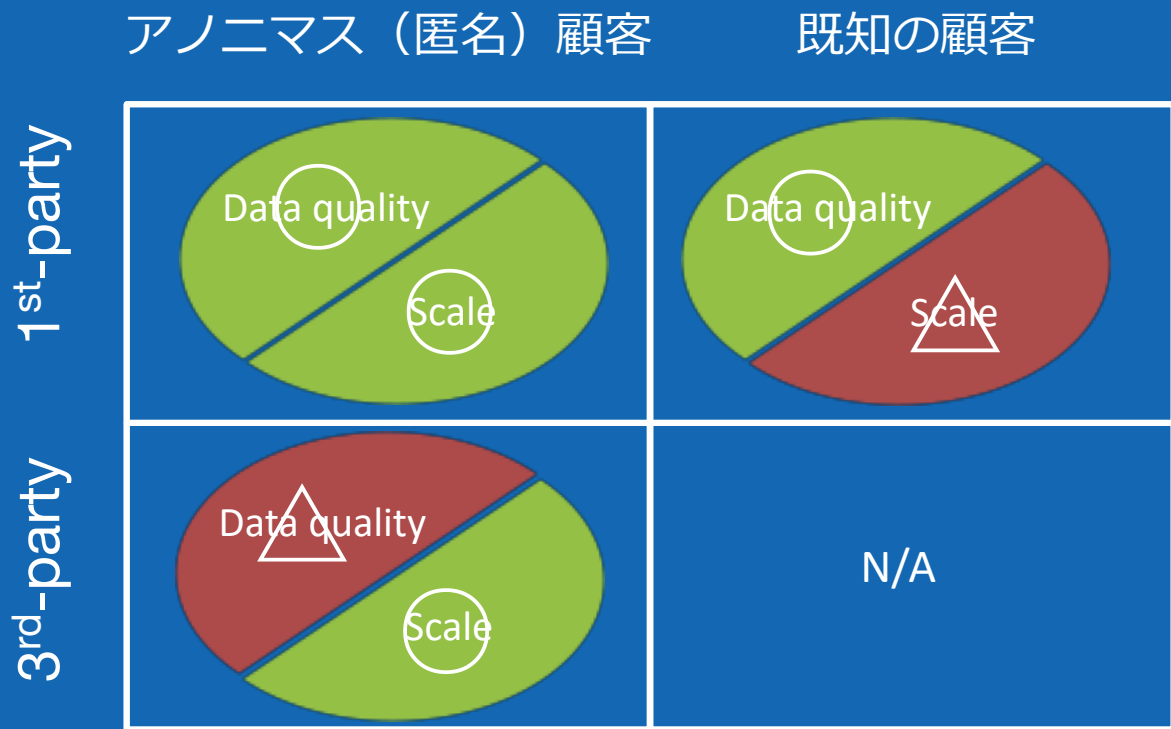 アノニマス（匿名）顧客 既知の顧客
1st-party
Data quality
Scale
Data quality
Scale
3rd-party
Data quality
Scale
N/A